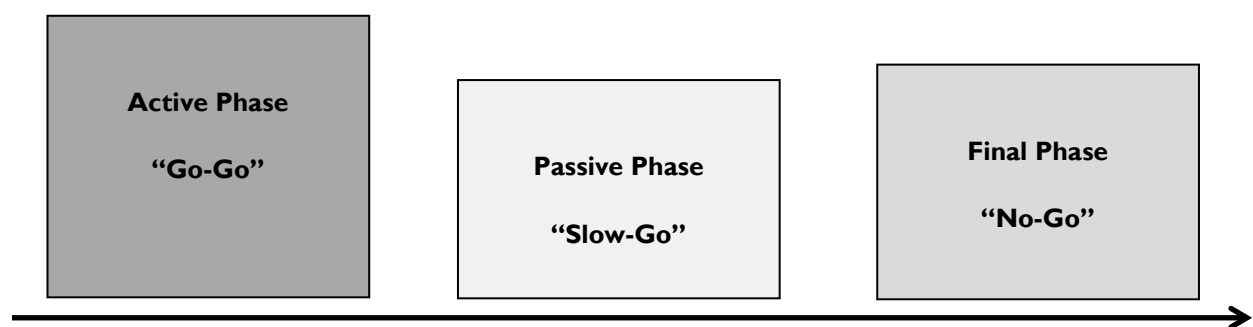 Active Phase
“Go-Go”
Passive Phase
“Slow-Go”
Final Phase
“No-Go”